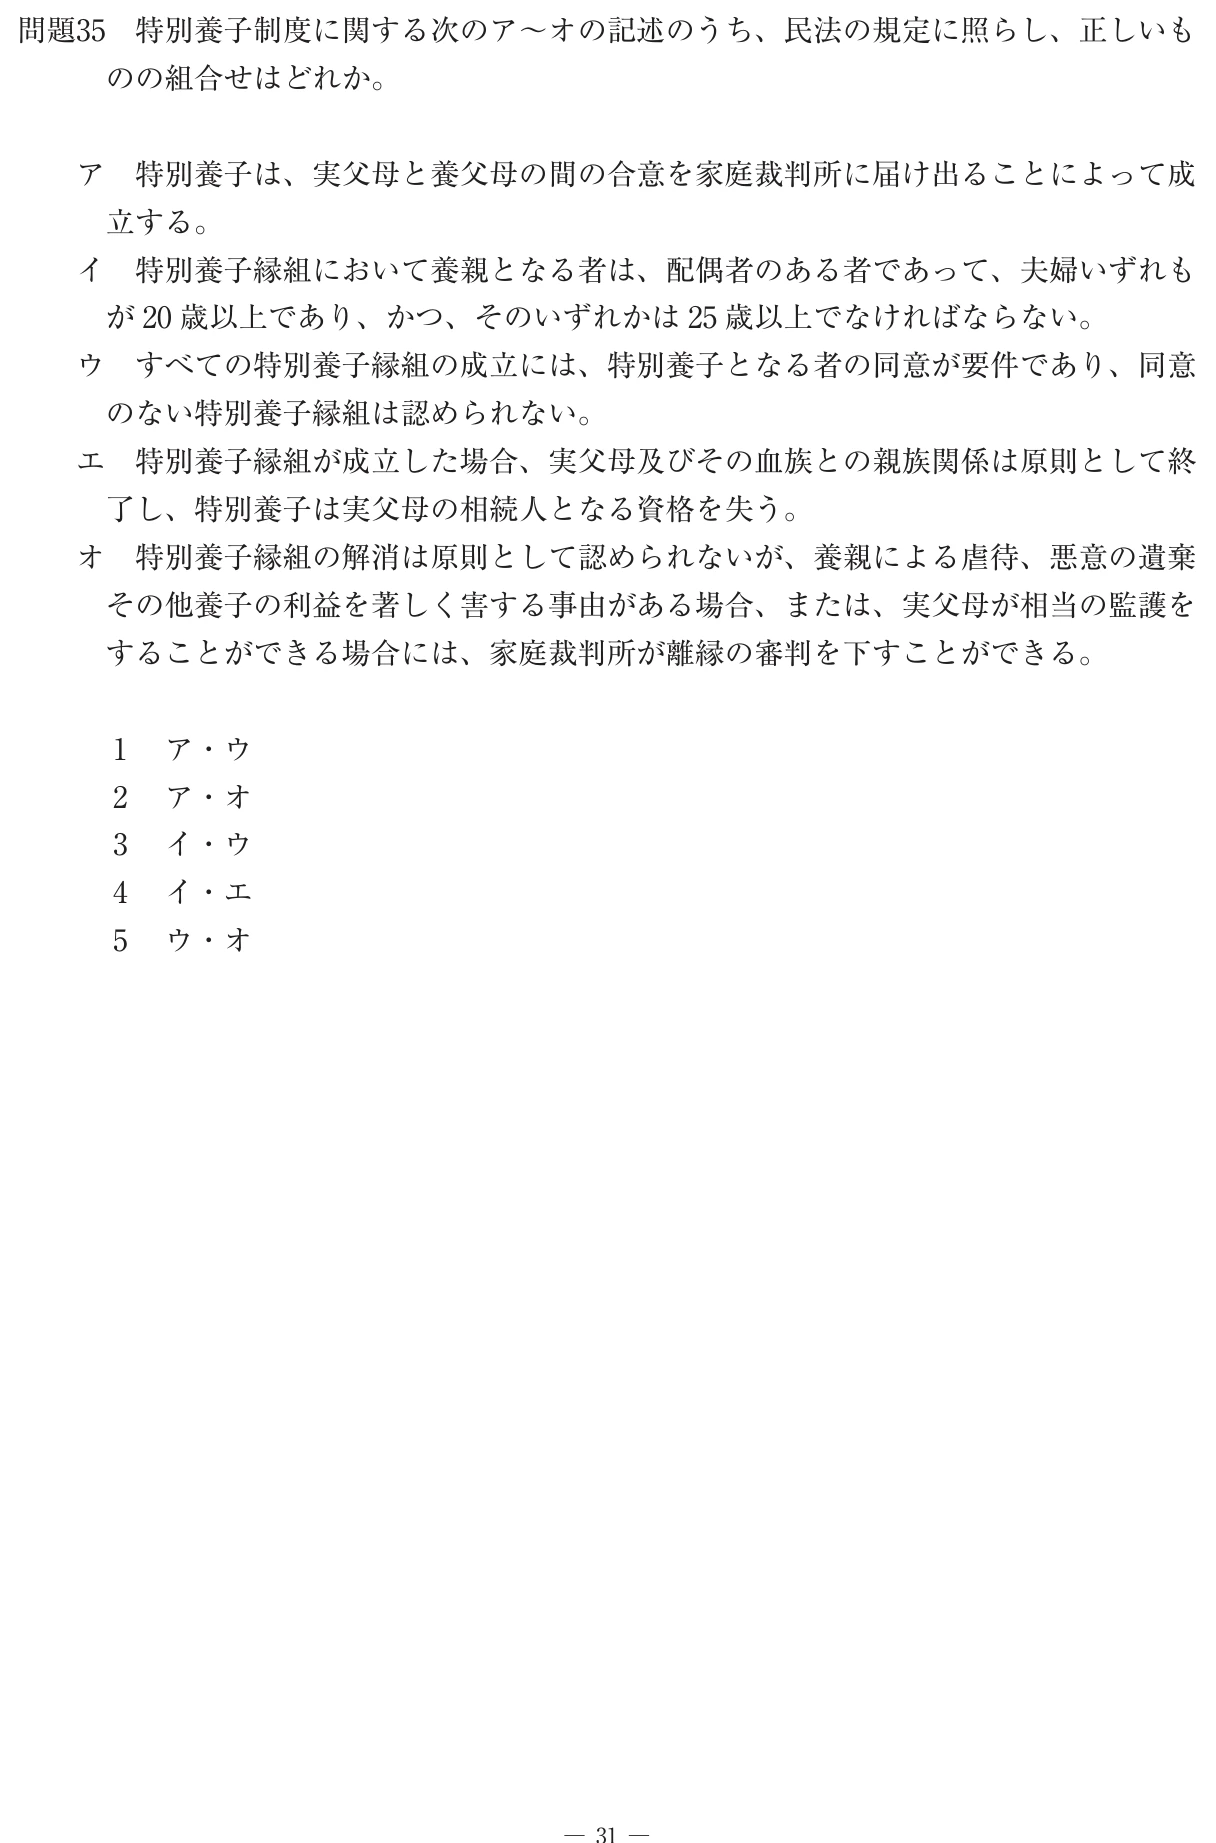 問題35　特別養子制度に関する次のア～オの記述のうち、民法の規定に照らし、正しいも
のの組合せはどれか。
ア　特別養子は、実父母と養父母の間の合意を家庭裁判所に届け出ることによって成
立する。
イ　特別養子縁組において養親となる者は、配偶者のある者であって、夫婦いずれも
が 20 歳以上であり、かつ、そのいずれかは 25 歳以上でなければならない。
ウ　すべての特別養子縁組の成立には、特別養子となる者の同意が要件であり、同意
のない特別養子縁組は認められない。
エ　特別養子縁組が成立した場合、実父母及びその血族との親族関係は原則として終
了し、特別養子は実父母の相続人となる資格を失う。
オ　特別養子縁組の解消は原則として認められないが、養親による虐待、悪意の遺棄
その他養子の利益を著しく害する事由がある場合、または、実父母が相当の監護を
することができる場合には、家庭裁判所が離縁の審判を下すことができる。
1　ア・ウ
2　ア・オ
3　イ・ウ
4　イ・エ
5　ウ・オ
― 31 ―